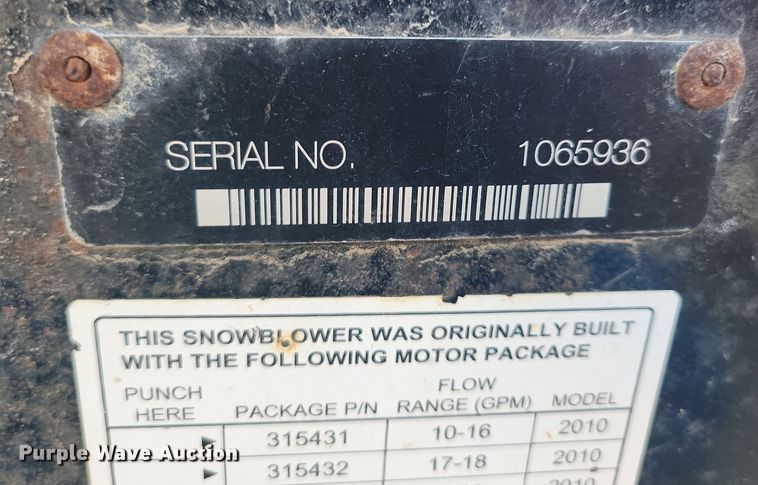 SERIAL NO. 1065936
THIS SNOWBLOWER WAS ORIGINALLY BUILT
WITH THE FOLLOWING MOTOR PACKAGE
PUNCH HERE PACKAGE P/N FLOW RANGE (GPM) MODEL
315431 10-16 2010
315432 17-18 2010
2010
Purple Wave Auction